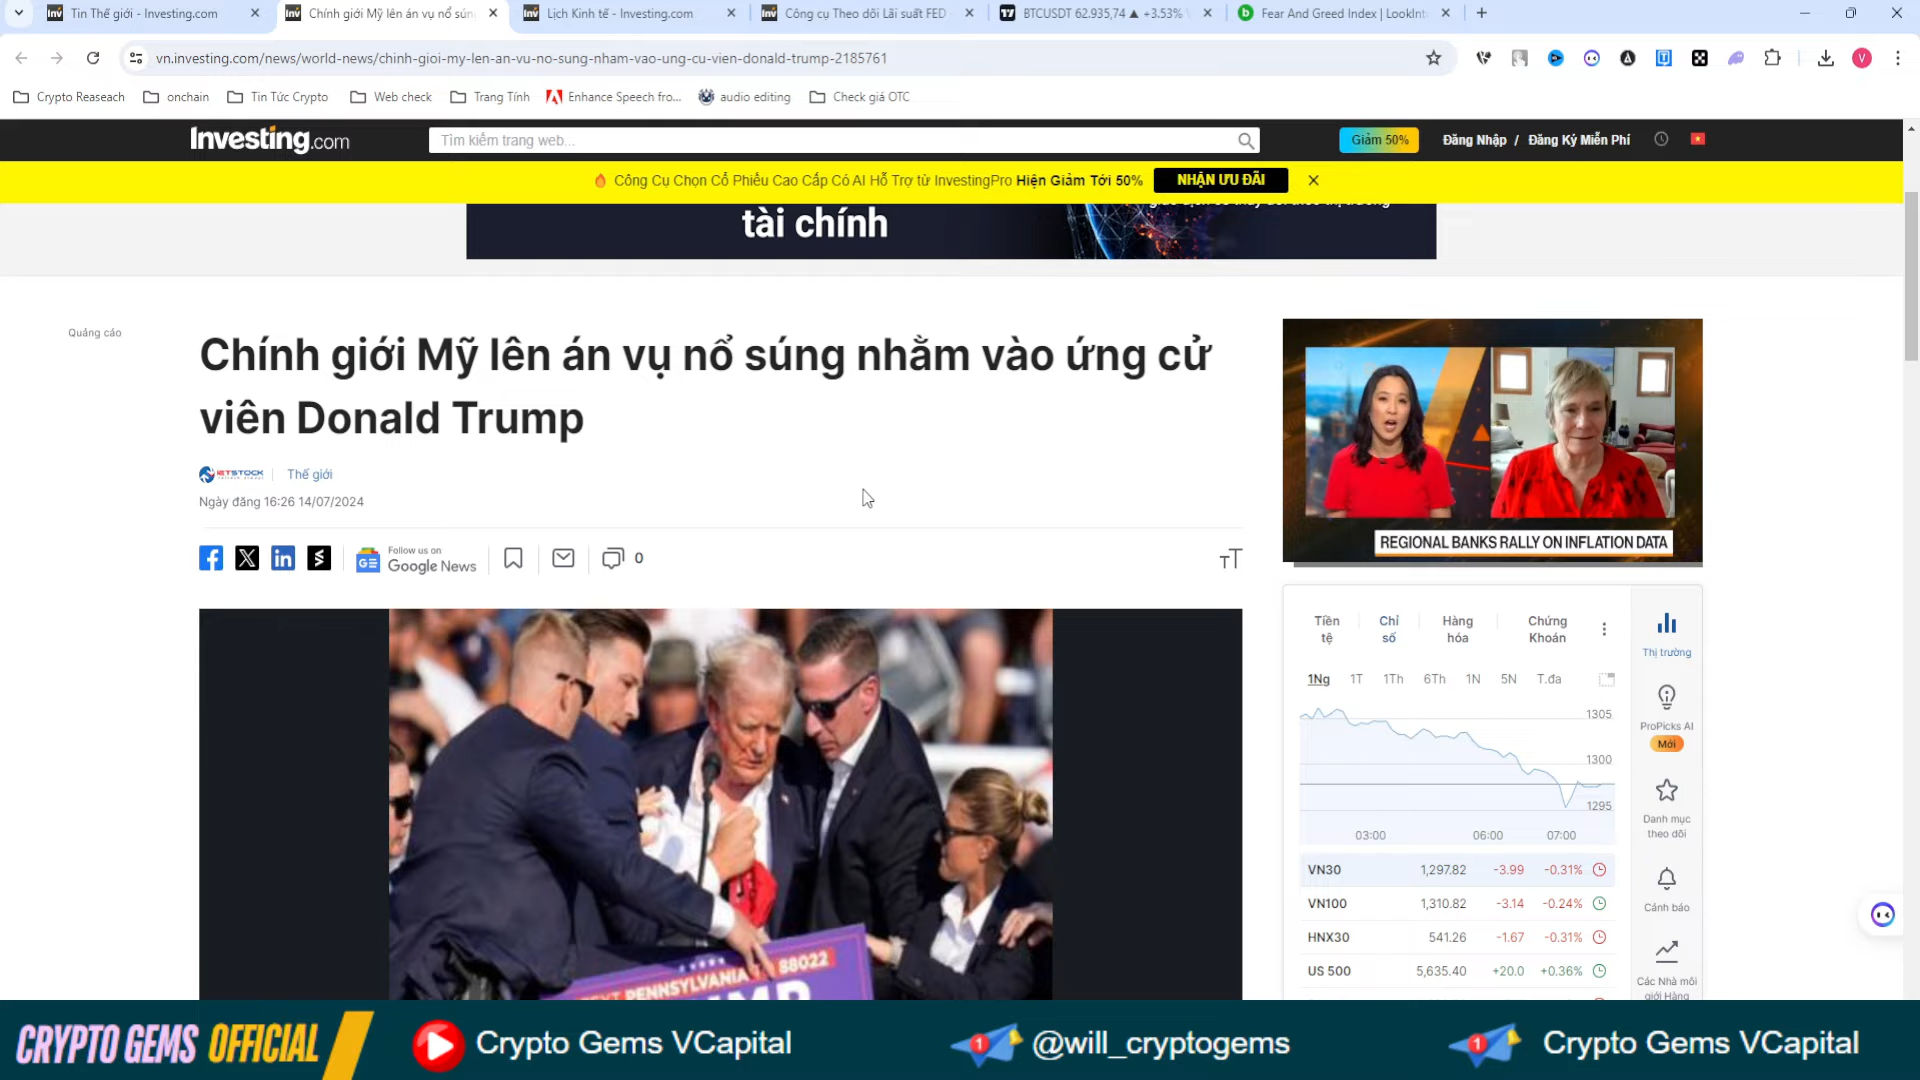 Tin Thế giới - Investing.com
Chính giới Mỹ lên án vụ nổ sún
Lịch Kinh tế - Investing.com
Công cụ Theo dõi Lãi suất FED -
BTCUSDT 62.935,74 ▲ +3.53%
Fear And Greed Index | LookInt
vn.investing.com/news/world-news/chinh-gioi-my-len-an-vu-no-sung-nham-vao-ung-cu-vien-donald-trump-2185761
V
Crypto Reaseach
onchain
Tin Tức Crypto
Web check
Trang Tính
Enhance Speech fro...
audio editing
Check giá OTC
Investing.com
Tìm kiếm trang web...
Giảm 50%
Đăng Nhập / Đăng Ký Miễn Phí
Công Cụ Chọn Cổ Phiếu Cao Cấp Có AI Hỗ Trợ từ InvestingPro Hiện Giảm Tới 50%
NHẬN ƯU ĐÃI
tài chính
Quảng cáo
Chính giới Mỹ lên án vụ nổ súng nhằm vào ứng cử
viên Donald Trump
Thế giới
Ngày đăng 16:26 14/07/2024
Follow us on
Google News
0
REGIONAL BANKS RALLY ON INFLATION DATA
Tiền tệ
Chỉ số
Hàng hóa
Chứng Khoán
1Ng 1T 1Th 6Th 1N 5N T.đa
1305
1300
1295
03:00 06:00 07:00
VN30 1,297.82 -3.99 -0.31%
VN100 1,310.82 -3.14 -0.24%
HNX30 541.26 -1.67 -0.31%
US 500 5,635.40 +20.0 +0.36%
Thị trường
ProPicks AI
Mới
Danh mục
theo dõi
Cảnh báo
Các Nhà môi
giới Hàng
PENNSYLVANIA
88022
CRYPTO GEMS OFFICIAL
Crypto Gems VCapital
1
@will_cryptogems
1
Crypto Gems VCapital